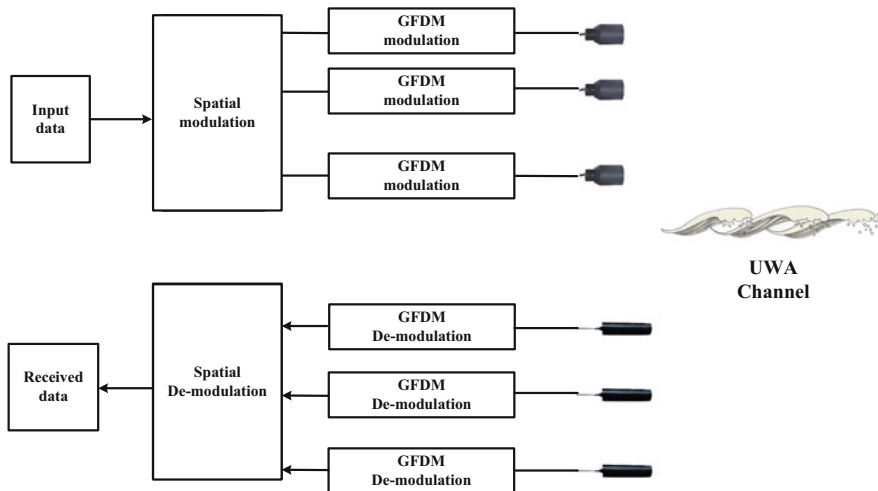 Input
data
Spatial
modulation
GFDM
modulation
GFDM
modulation
GFDM
modulation
UWA
Channel
Received
data
Spatial
De-modulation
GFDM
De-modulation
GFDM
De-modulation
GFDM
De-modulation